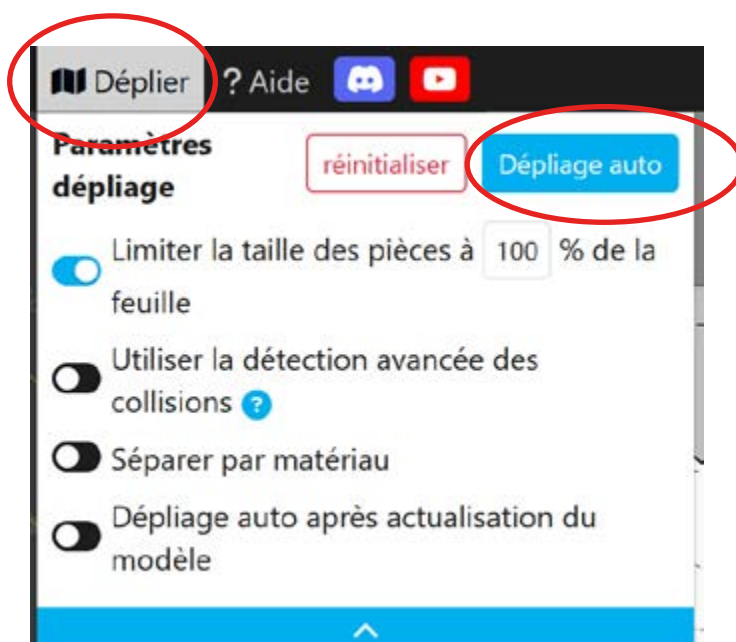 Déplier ? Aide
Paramètres
dépliage
réinitialiser
Dépliage auto
Limiter la taille des pièces à 100 % de la
feuille
Utiliser la détection avancée des
collisions ?
Séparer par matériau
Dépliage auto après actualisation du
modèle